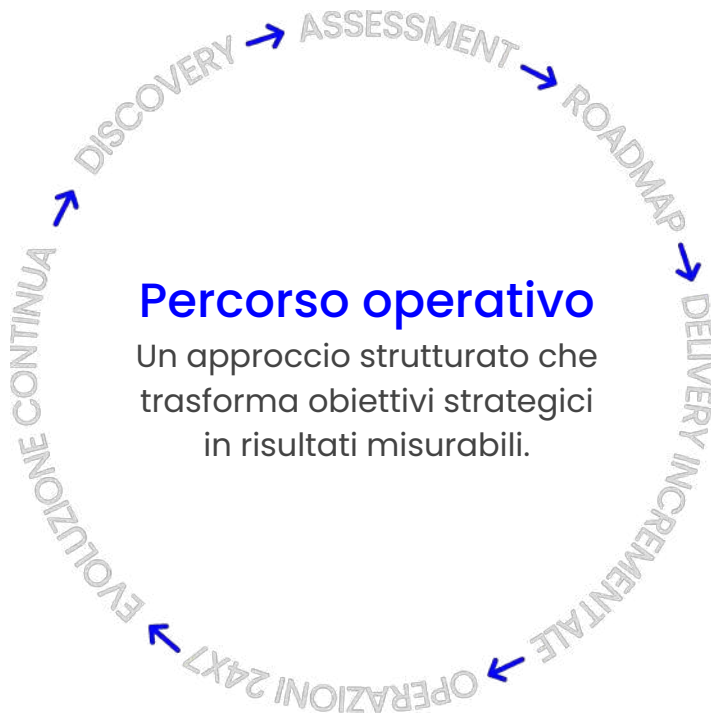 DISCOVERY
ASSESSMENT
ROADMAP
DELIVERY INCREMENTALE
OPERAZIONI 24X7
EVOLUZIONE CONTINUA
Percorso operativo
Un approccio strutturato che
trasforma obiettivi strategici
in risultati misurabili.